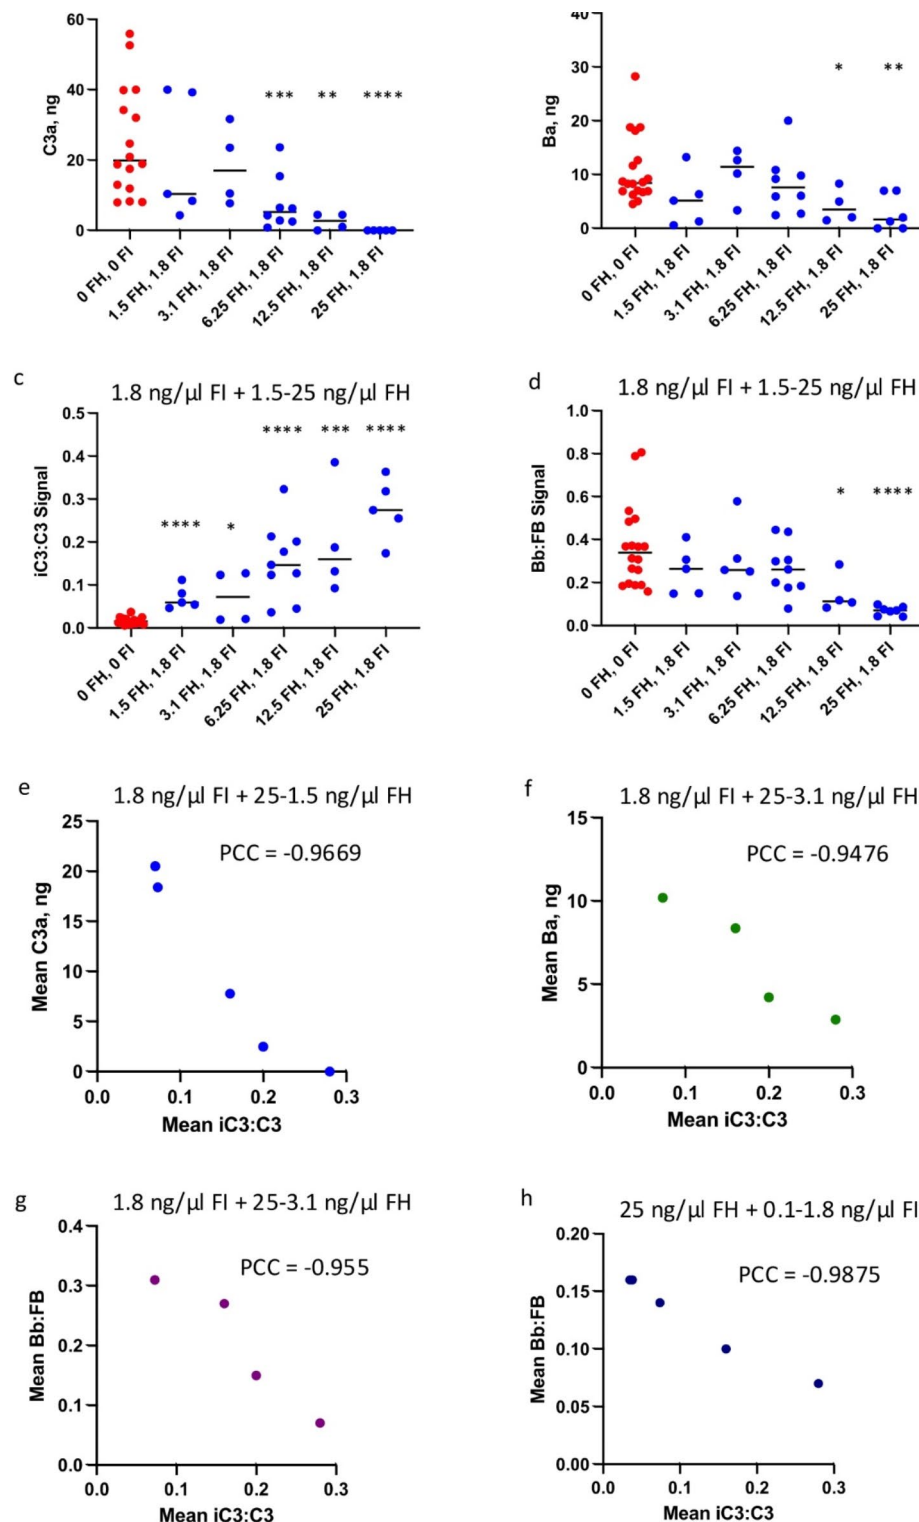 60
40
20
0
C3a, ng
*** ** ****
0 FH, 0 FI
1.5 FH, 1.8 FI
3.1 FH, 1.8 FI
6.25 FH, 1.8 FI
12.5 FH, 1.8 FI
25 FH, 1.8 FI
40
30
20
10
0
Ba, ng
* **
0 FH, 0 FI
1.5 FH, 1.8 FI
3.1 FH, 1.8 FI
6.25 FH, 1.8 FI
12.5 FH, 1.8 FI
25 FH, 1.8 FI
c
1.8 ng/μl FI + 1.5-25 ng/μl FH
0.5
0.4
0.3
0.2
0.1
0.0
iC3:C3 Signal
**** * **** *** ****
0 FH, 0 FI
1.5 FH, 1.8 FI
3.1 FH, 1.8 FI
6.25 FH, 1.8 FI
12.5 FH, 1.8 FI
25 FH, 1.8 FI
d
1.8 ng/μl FI + 1.5-25 ng/μl FH
1.0
0.8
0.6
0.4
0.2
0.0
Bb:FB Signal
* ****
0 FH, 0 FI
1.5 FH, 1.8 FI
3.1 FH, 1.8 FI
6.25 FH, 1.8 FI
12.5 FH, 1.8 FI
25 FH, 1.8 FI
e
1.8 ng/μl FI + 25-1.5 ng/μl FH
PCC = -0.9669
25
20
15
10
5
0
Mean C3a, ng
0.0 0.1 0.2 0.3
Mean iC3:C3
f
1.8 ng/μl FI + 25-3.1 ng/μl FH
PCC = -0.9476
15
10
5
0
Mean Ba, ng
0.0 0.1 0.2 0.3
Mean iC3:C3
g
1.8 ng/μl FI + 25-3.1 ng/μl FH
PCC = -0.955
0.4
0.3
0.2
0.1
0.0
Mean Bb:FB
0.0 0.1 0.2 0.3
Mean iC3:C3
h
25 ng/μl FH + 0.1-1.8 ng/μl FI
PCC = -0.9875
0.20
0.15
0.10
0.05
0.00
Mean Bb:FB
0.0 0.1 0.2 0.3
Mean iC3:C3